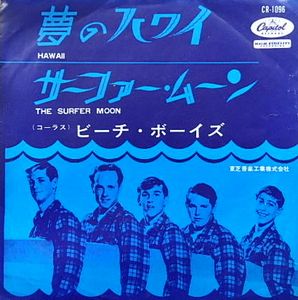 CR-1096
夢のハワイ
Capitol
HAWAII
サーファー・ムーン
THE SURFER MOON
(コーラス) ビーチ・ボーイズ
東芝音楽工業株式会社